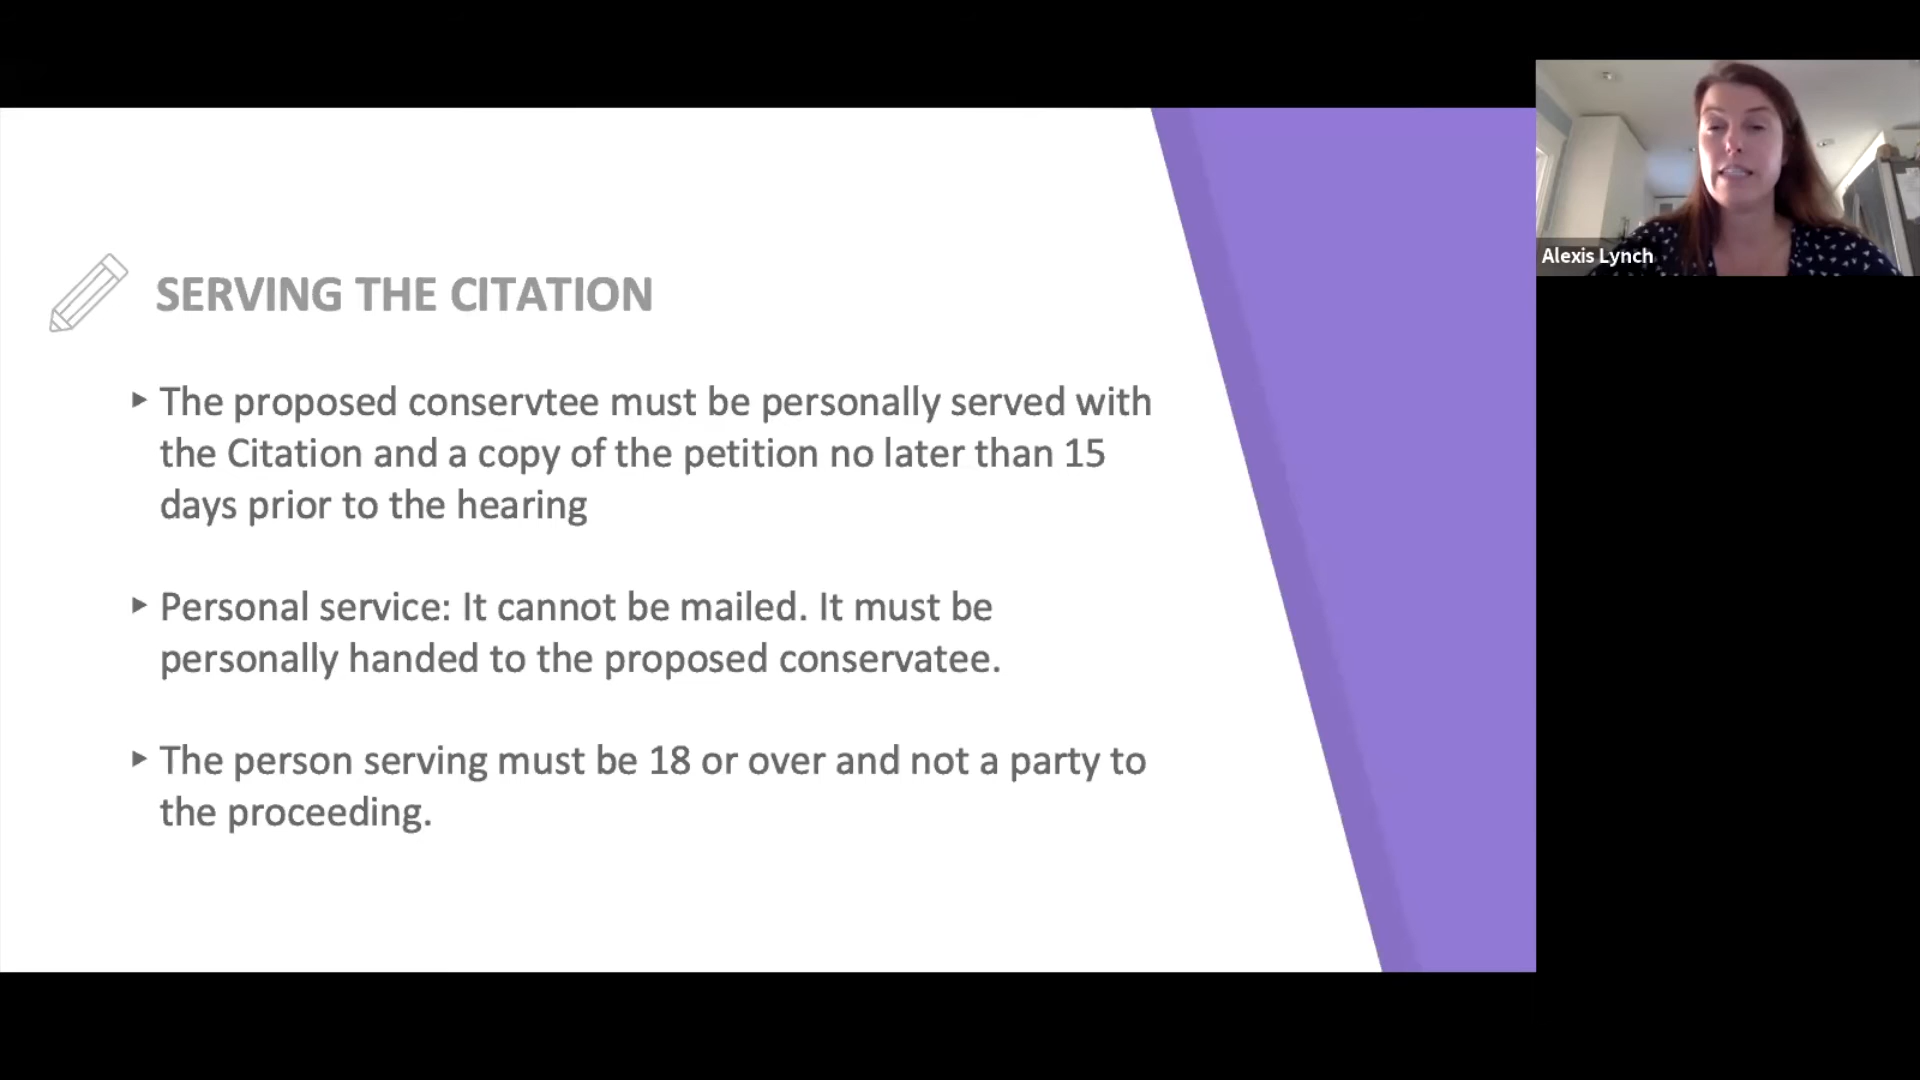 SERVING THE CITATION
▸ The proposed conservtee must be personally served with
the Citation and a copy of the petition no later than 15
days prior to the hearing
▸ Personal service: It cannot be mailed. It must be
personally handed to the proposed conservatee.
▸ The person serving must be 18 or over and not a party to
the proceeding.
Alexis Lynch